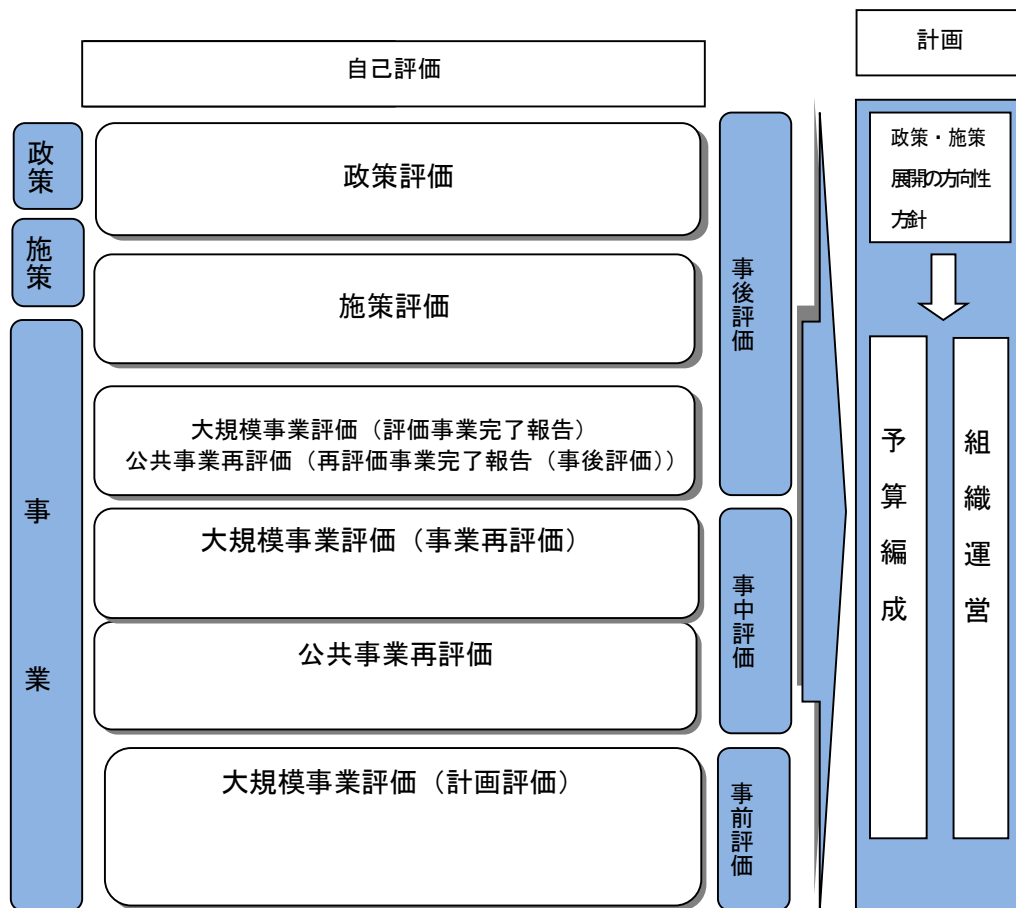 計画
自己評価
政策
施策
事業
政策評価
施策評価
大規模事業評価（評価事業完了報告）
公共事業再評価（再評価事業完了報告（事後評価））
大規模事業評価（事業再評価）
公共事業再評価
大規模事業評価（計画評価）
事後評価
事中評価
事前評価
政策・施策
展開の方向性
方針
予算編成
組織運営